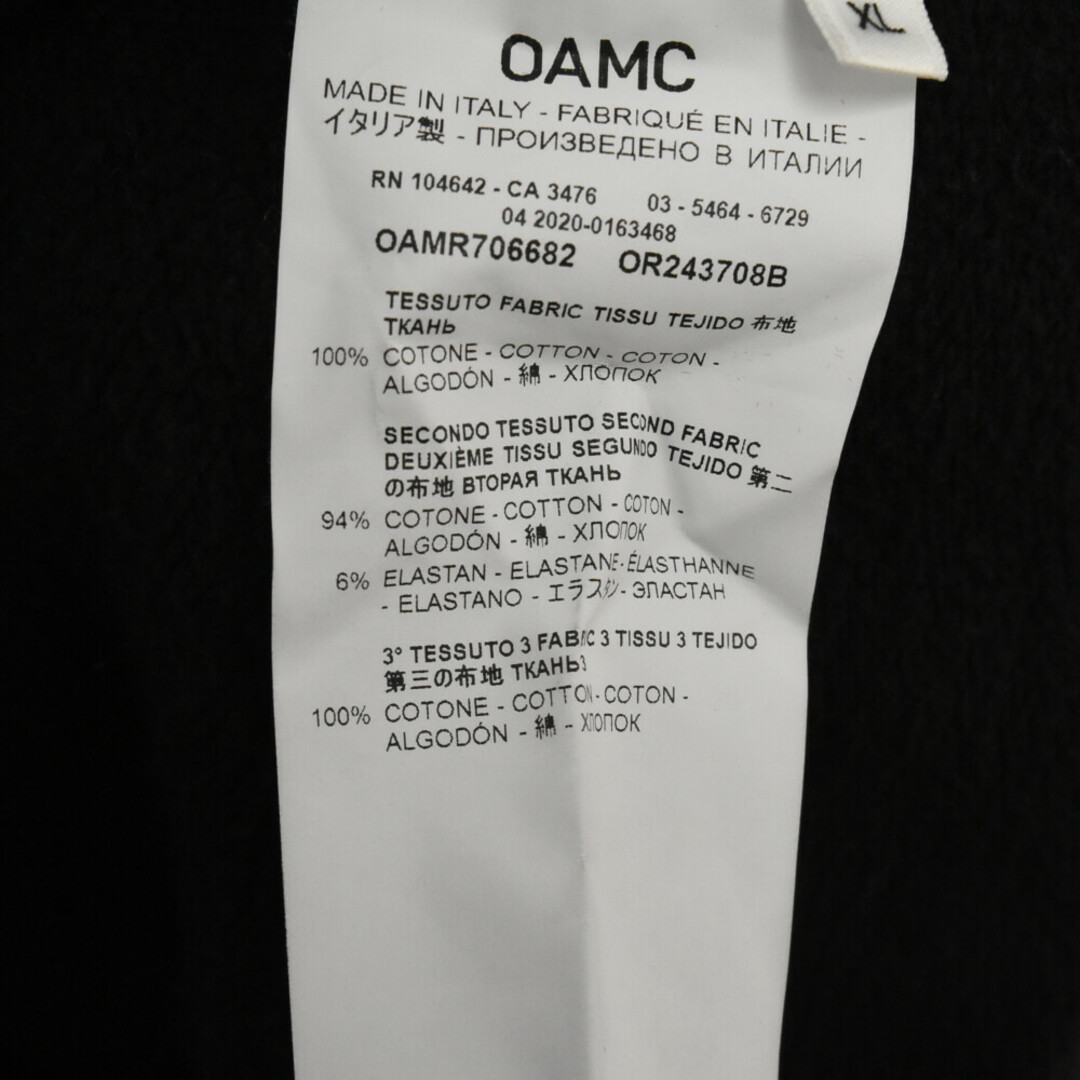 XL
OAMC
MADE IN ITALY - FABRIQUÉ EN ITALIE -
イタリア製 - ПРОИЗВЕДЕНО В ИТАЛИИ
RN 104642 - CA 3476 03 - 5464 - 6729
04 2020-0163468
OAMR706682 OR243708B
TESSUTO FABRIC TISSU TEJIDO 布地
ТКАНЬ
100% COTONE - COTTON - COTON -
ALGODÓN - 綿 - ХЛОПОК
SECONDO TESSUTO SECOND FABRIC
DEUXIÈME TISSU SEGUNDO TEJIDO 第二
の布地 ВТОРАЯ ТКАНЬ
94% COTONE - COTTON - COTON -
ALGODÓN - 綿 - ХЛОПОК
6% ELASTAN - ELASTANE - ÉLASTHANNE
- ELASTANO - エラスタン - ЭЛАСТАН
3° TESSUTO 3 FABRIC 3 TISSU 3 TEJIDO
第三の布地 ТКАНЬ 3
100% COTONE - COTTON - COTON -
ALGODÓN - 綿 - ХЛОПОК